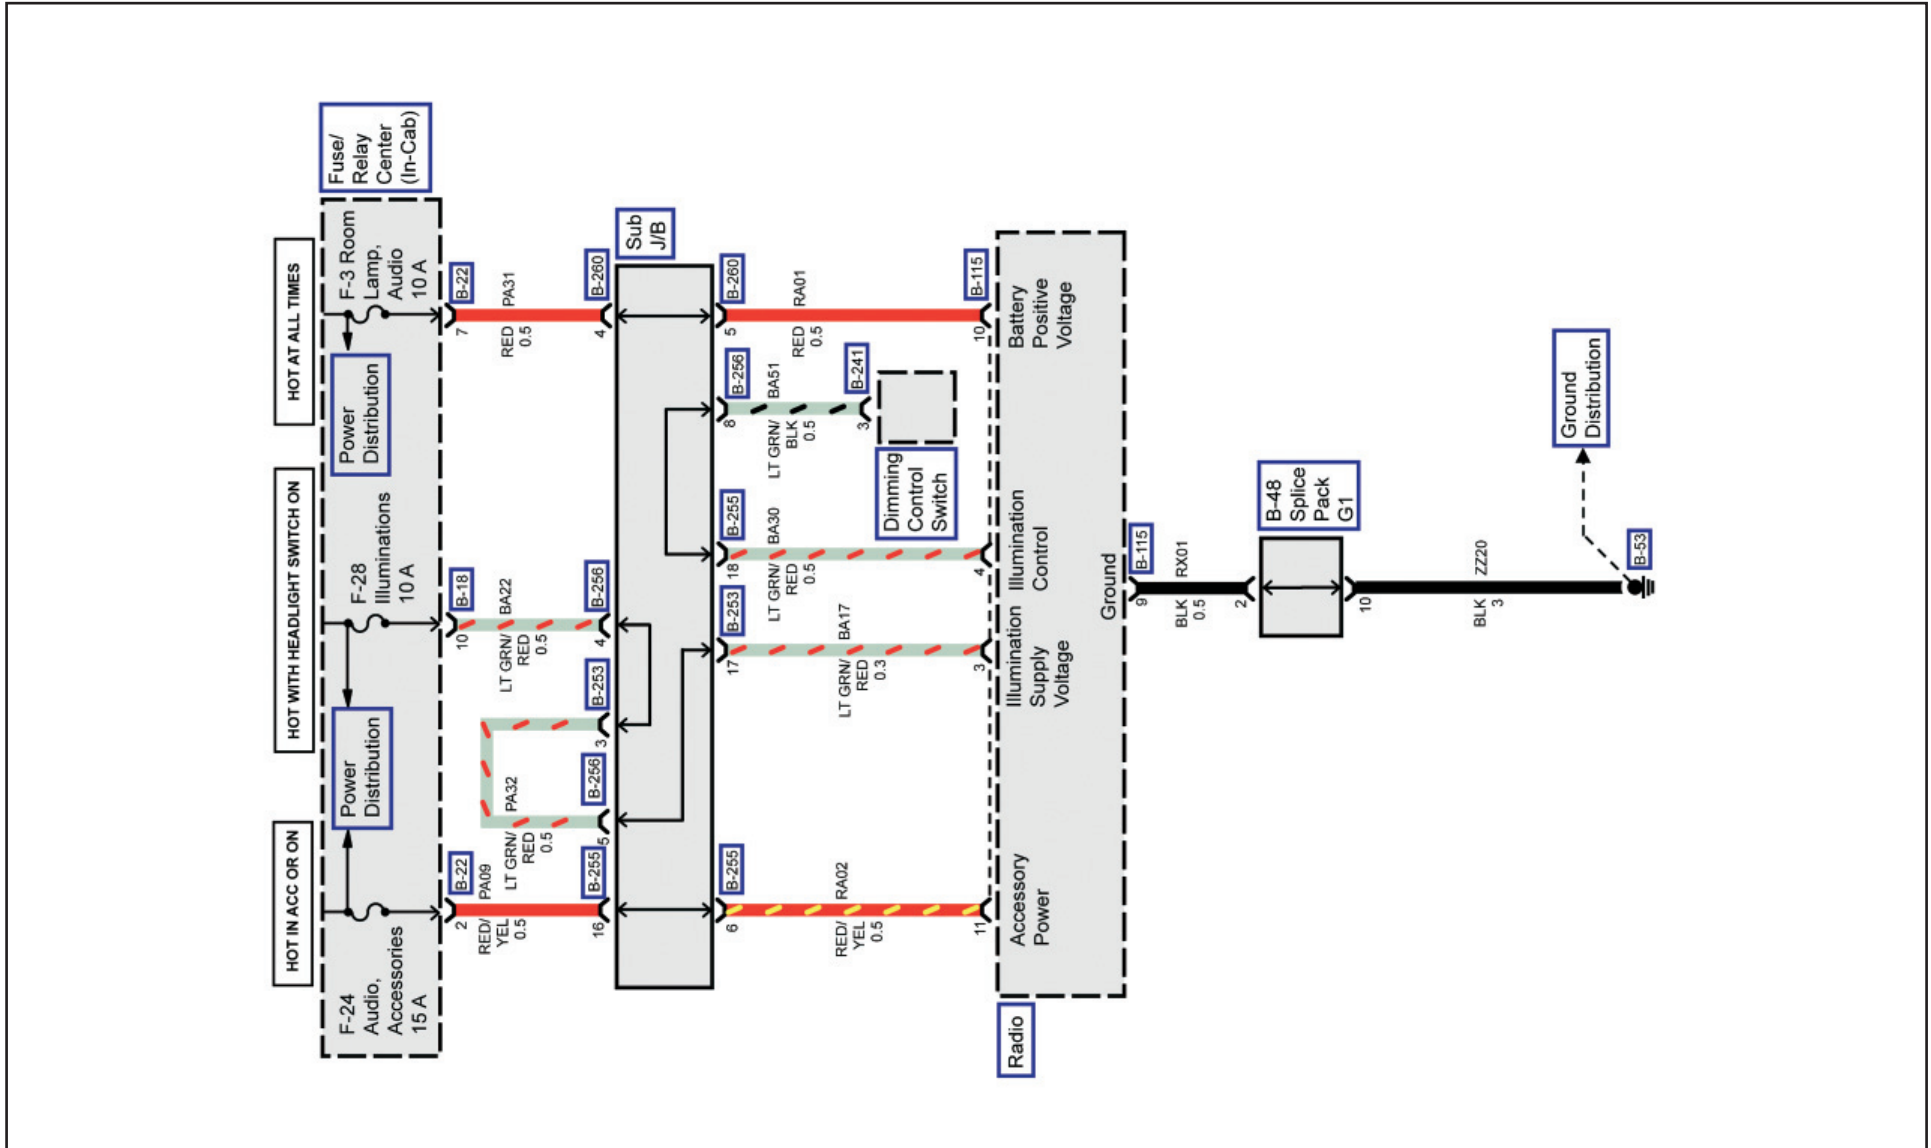 HOT IN ACC OR ON
HOT WITH HEADLIGHT SWITCH ON
HOT AT ALL TIMES
Fuse/
Relay
Center
(In-Cab)
F-24
Audio,
Accessories
15 A
Power
Distribution
F-28
Illuminations
10 A
Power
Distribution
F-3 Room
Lamp,
Audio
10 A
2
B-22
10
B-18
7
B-22
RED/
YEL
0.5
PA09
LT GRN/
RED
0.5
PA32
LT GRN/
RED
0.5
BA22
RED
0.5
PA31
16
B-255
5
B-256
3
B-253
4
B-256
4
B-260
Sub
J/B
6
B-255
17
B-253
18
B-255
8
B-256
5
B-260
RED/
YEL
0.5
RA02
LT GRN/
RED
0.3
BA17
LT GRN/
RED
0.5
BA30
LT GRN/
BLK
0.5
BA51
RED
0.5
RA01
3
B-241
Dimming
Control
Switch
11
3
4
10
B-115
Radio
Accessory
Power
Illumination
Supply
Voltage
Illumination
Control
Battery
Positive
Voltage
Ground
9
B-115
BLK
0.5
RX01
2
B-48
Splice
Pack
G1
10
BLK
3
ZZ20
Ground
Distribution
B-53